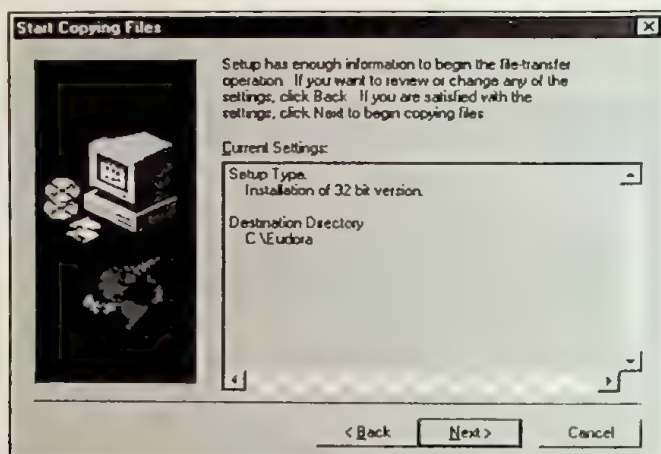 Start Copying Files
Setup has enough information to begin the file-transfer
operation. If you want to review or change any of the
settings, click Back. If you are satisfied with the
settings, click Next to begin copying files.
Current Settings:
Setup Type:
Installation of 32 bit version.
Destination Directory
C:\Eudora
< Back
Next >
Cancel